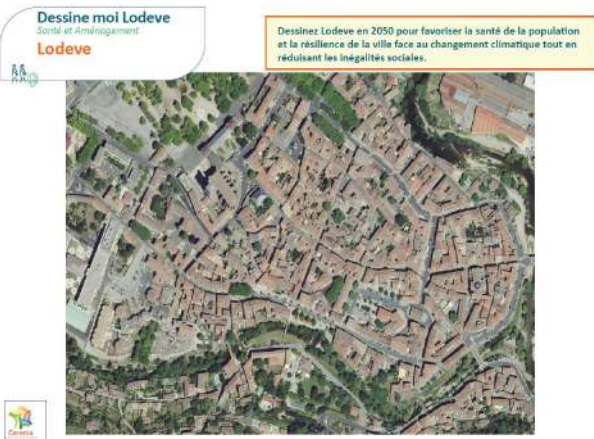 Dessine moi Lodeve
Santé et Aménagement
Lodeve
Dessinez Lodeve en 2050 pour favoriser la santé de la population
et la résilience de la ville face au changement climatique tout en
réduisant les inégalités sociales.
Cerema